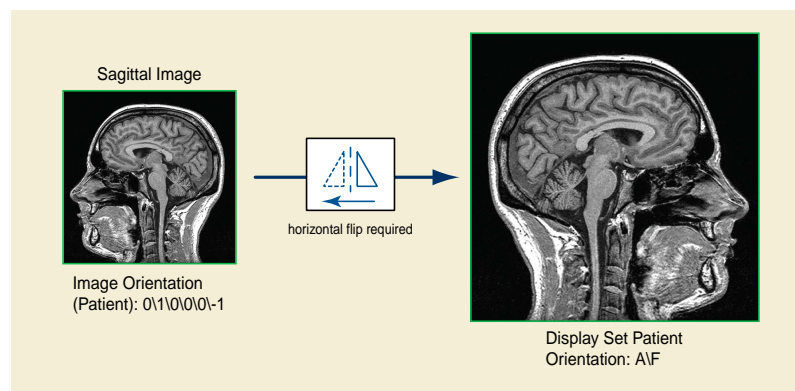 Sagittal Image
horizontal flip required
Image Orientation
(Patient): 0\1\0\0\0\-1
Display Set Patient
Orientation: A\F